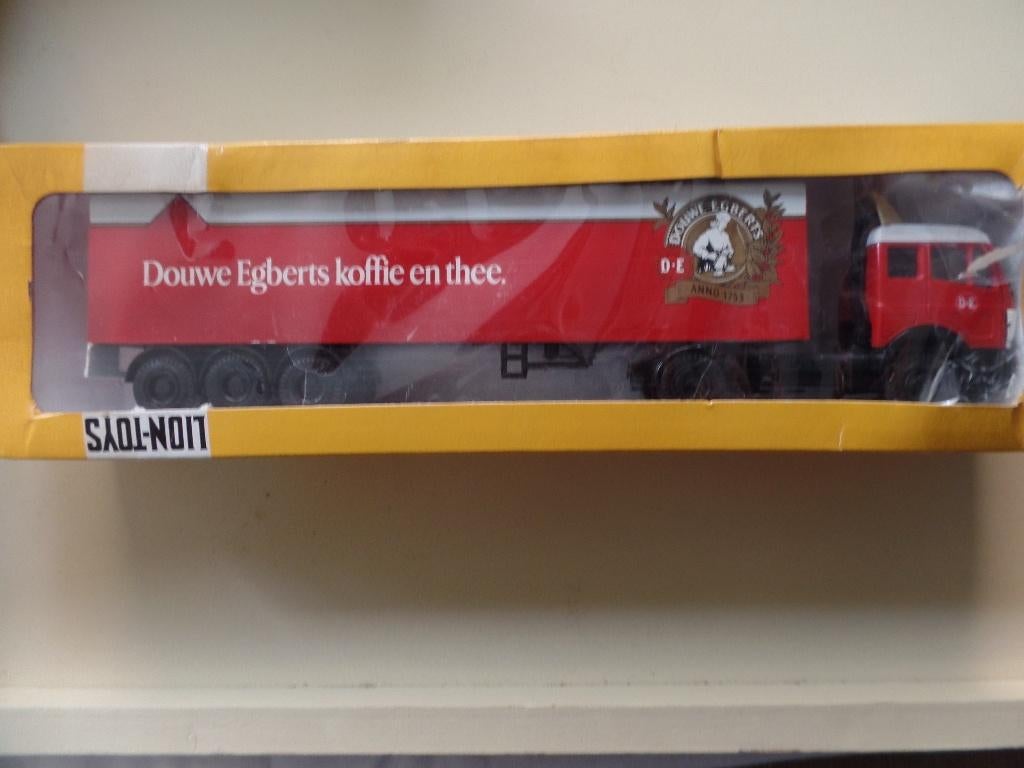 Douwe Egberts koffie en thee.
DOUWE EGBERTS
D·E
ANNO 1753
D·E
LION-TOYS